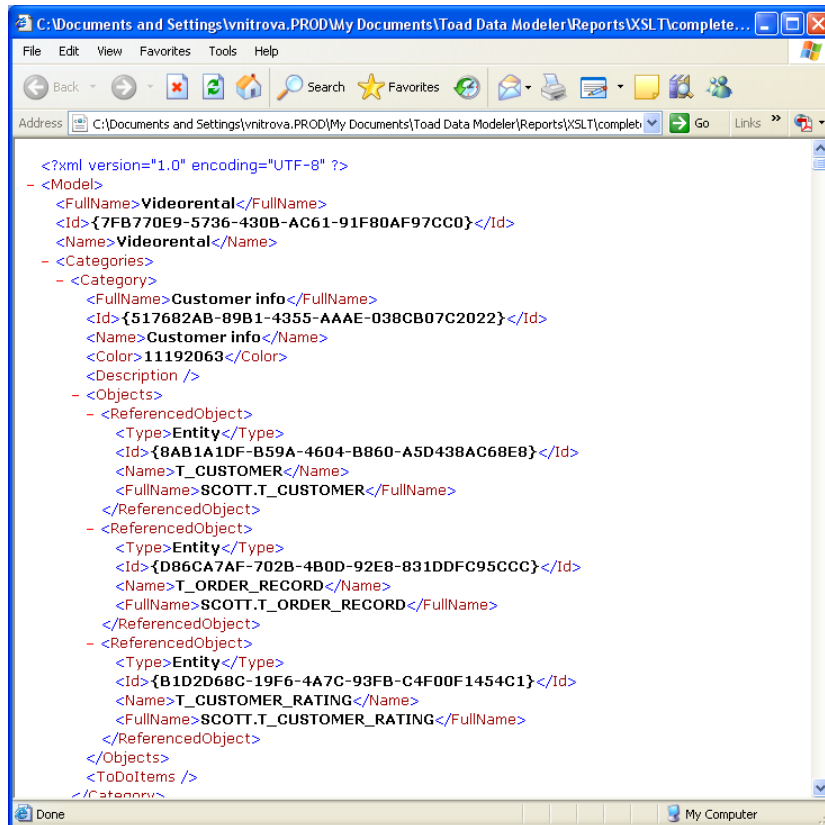 C:\Documents and Settings\vnitrova.PROD\My Documents\Toad Data Modeler\Reports\XSLT\complete...
File Edit View Favorites Tools Help
Back Search Favorites
Address C:\Documents and Settings\vnitrova.PROD\My Documents\Toad Data Modeler\Reports\XSLT\complet Go Links »
<?xml version="1.0" encoding="UTF-8" ?>
- <Model>
<FullName>Videorental</FullName>
<Id>{7FB770E9-5736-430B-AC61-91F80AF97CC0}</Id>
<Name>Videorental</Name>
- <Categories>
- <Category>
<FullName>Customer info</FullName>
<Id>{517682AB-89B1-4355-AAAE-038CB07C2022}</Id>
<Name>Customer info</Name>
<Color>11192063</Color>
<Description />
- <Objects>
- <ReferencedObject>
<Type>Entity</Type>
<Id>{8AB1A1DF-B59A-4604-B860-A5D438AC68E8}</Id>
<Name>T_CUSTOMER</Name>
<FullName>SCOTT.T_CUSTOMER</FullName>
</ReferencedObject>
- <ReferencedObject>
<Type>Entity</Type>
<Id>{D86CA7AF-702B-4B0D-92E8-831DDFC95CCC}</Id>
<Name>T_ORDER_RECORD</Name>
<FullName>SCOTT.T_ORDER_RECORD</FullName>
</ReferencedObject>
- <ReferencedObject>
<Type>Entity</Type>
<Id>{B1D2D68C-19F6-4A7C-93FB-C4F00F1454C1}</Id>
<Name>T_CUSTOMER_RATING</Name>
<FullName>SCOTT.T_CUSTOMER_RATING</FullName>
</ReferencedObject>
</Objects>
<ToDoItems />
</Category>
Done My Computer